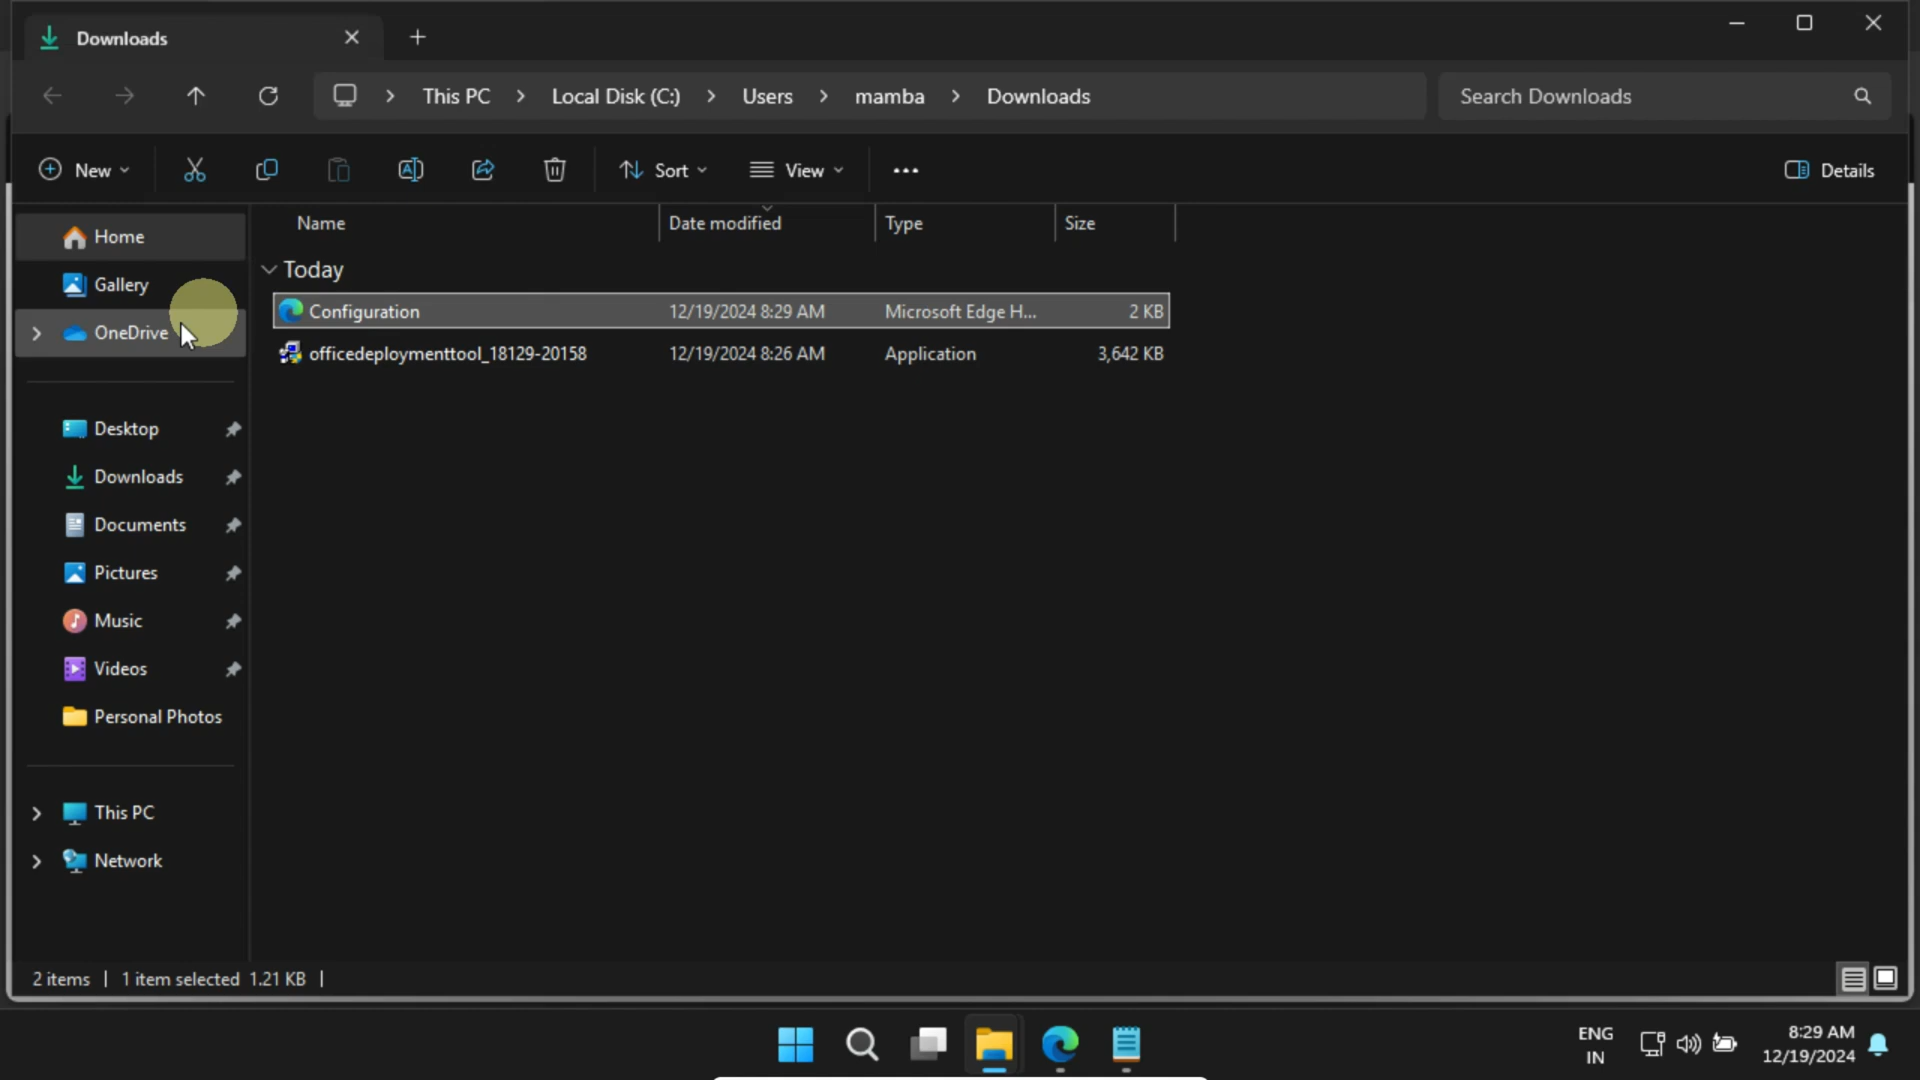 Downloads
This PC Local Disk (C:) Users mamba Downloads
Search Downloads
New
Sort
View
Details
Home
Gallery
OneDrive
Desktop
Downloads
Documents
Pictures
Music
Videos
Personal Photos
This PC
Network
Name Date modified Type Size
Today
Configuration 12/19/2024 8:29 AM Microsoft Edge H... 2 KB
officedeploymenttool_18129-20158 12/19/2024 8:26 AM Application 3,642 KB
2 items 1 item selected 1.21 KB
ENG
IN
8:29 AM
12/19/2024